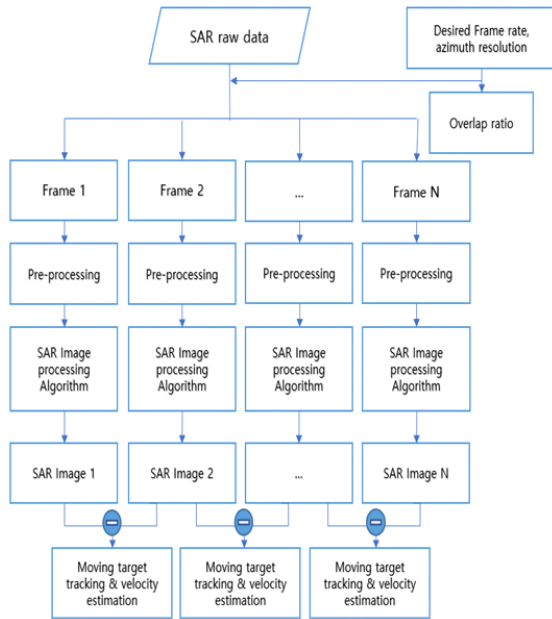 SAR raw data
Desired Frame rate,
azimuth resolution
Overlap ratio
Frame 1
Frame 2
...
Frame N
Pre-processing
Pre-processing
Pre-processing
Pre-processing
SAR Image
processing
Algorithm
SAR Image
processing
Algorithm
SAR Image
processing
Algorithm
SAR Image
processing
Algorithm
SAR Image 1
SAR Image 2
...
SAR Image N
Moving target
tracking & velocity
estimation
Moving target
tracking & velocity
estimation
Moving target
tracking & velocity
estimation